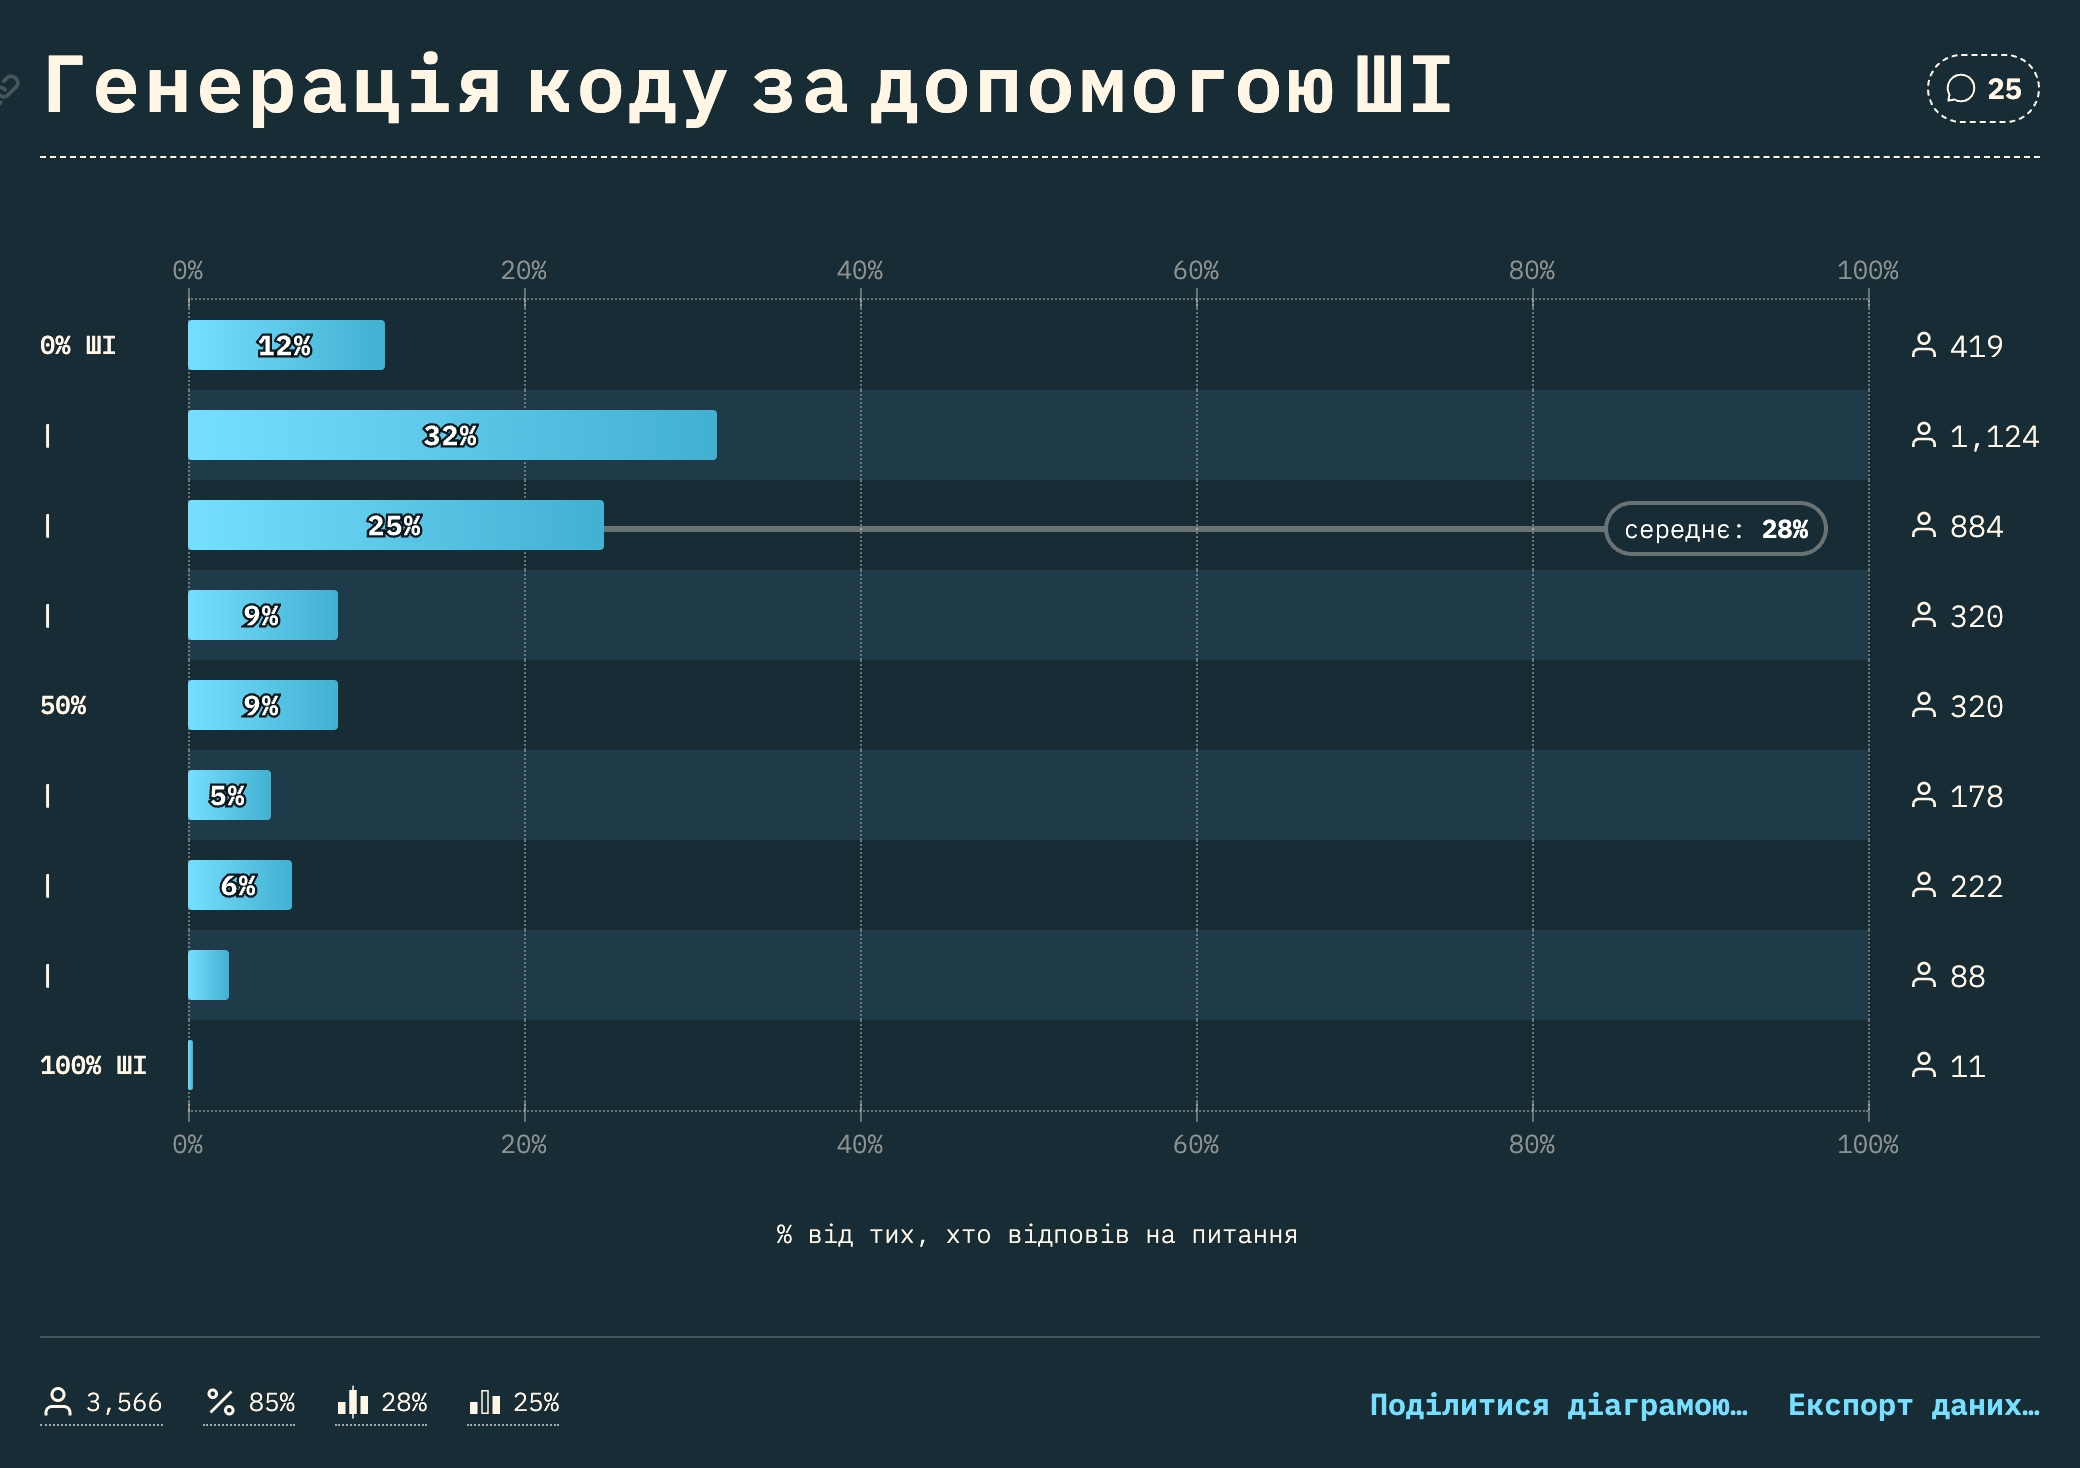 Генерація коду за допомогою ШІ
25
0% 20% 40% 60% 80% 100%
0% ШІ 12% 419
| 32% 1,124
| 25% середнє: 28% 884
| 9% 320
50% 9% 320
| 5% 178
| 6% 222
| 88
100% ШІ 11
0% 20% 40% 60% 80% 100%
% від тих, хто відповів на питання
3,566 85% 28% 25% Поділитися діаграмою… Експорт даних…